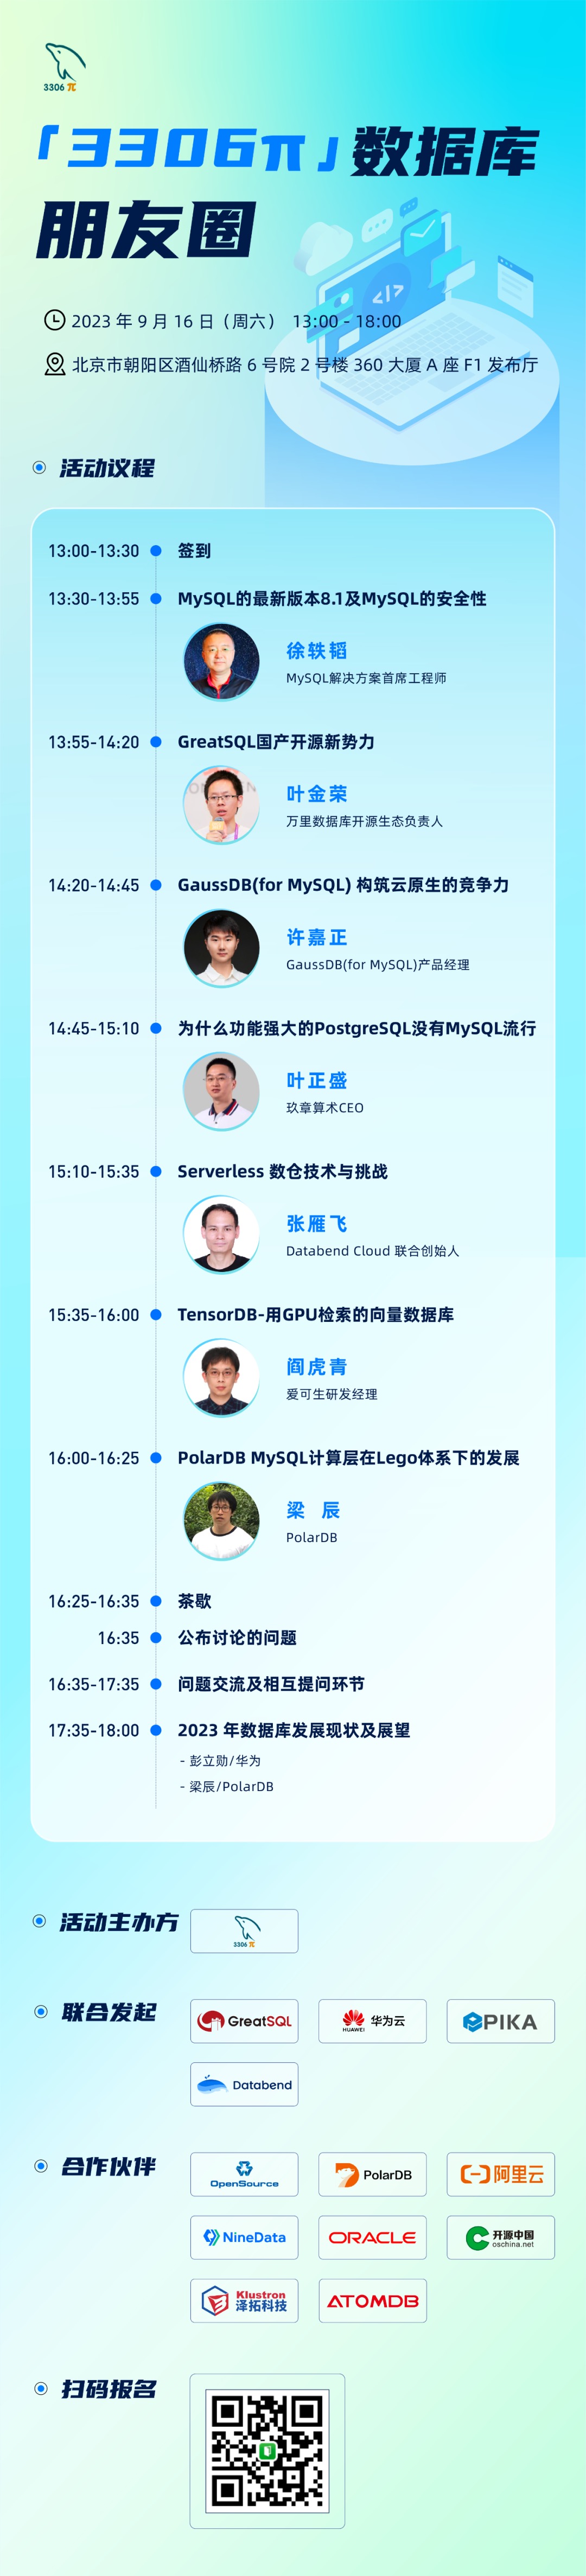 3306 π
「3306π」数据库
朋友圈
2023 年 9 月 16 日（周六） 13:00 - 18:00
北京市朝阳区酒仙桥路 6 号院 2 号楼 360 大厦 A 座 F1 发布厅
活动议程
13:00-13:30 签到
13:30-13:55 MySQL的最新版本8.1及MySQL的安全性
徐轶韬
MySQL解决方案首席工程师
13:55-14:20 GreatSQL国产开源新势力
叶金荣
万里数据库开源生态负责人
14:20-14:45 GaussDB(for MySQL) 构筑云原生的竞争力
许嘉正
GaussDB(for MySQL)产品经理
14:45-15:10 为什么功能强大的PostgreSQL没有MySQL流行
叶正盛
玖章算术CEO
15:10-15:35 Serverless 数仓技术与挑战
张雁飞
Databend Cloud 联合创始人
15:35-16:00 TensorDB-用GPU检索的向量数据库
阎虎青
爱可生研发经理
16:00-16:25 PolarDB MySQL计算层在Lego体系下的发展
梁 辰
PolarDB
16:25-16:35 茶歇
16:35 公布讨论的问题
16:35-17:35 问题交流及相互提问环节
17:35-18:00 2023 年数据库发展现状及展望
- 彭立勋/华为
- 梁辰/PolarDB
活动主办方
3306 π
联合发起
GreatSQL
HUAWEI 华为云
PIKA
Databend
合作伙伴
OpenSource
PolarDB
阿里云
NineData
ORACLE
开源中国
oschina.net
Klustron
泽拓科技
ATOMDB
扫码报名